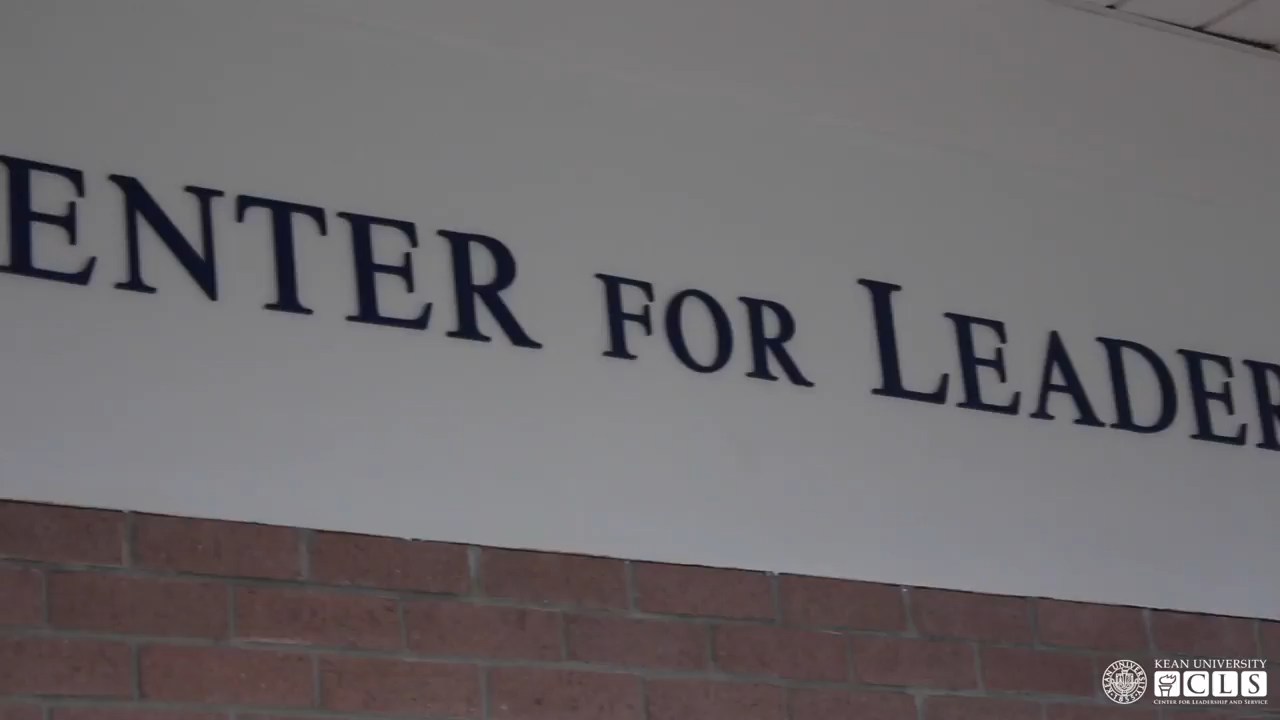 ENTER FOR LEADER
KEAN UNIVERSITY
CLS
CENTER FOR LEADERSHIP AND SERVICE